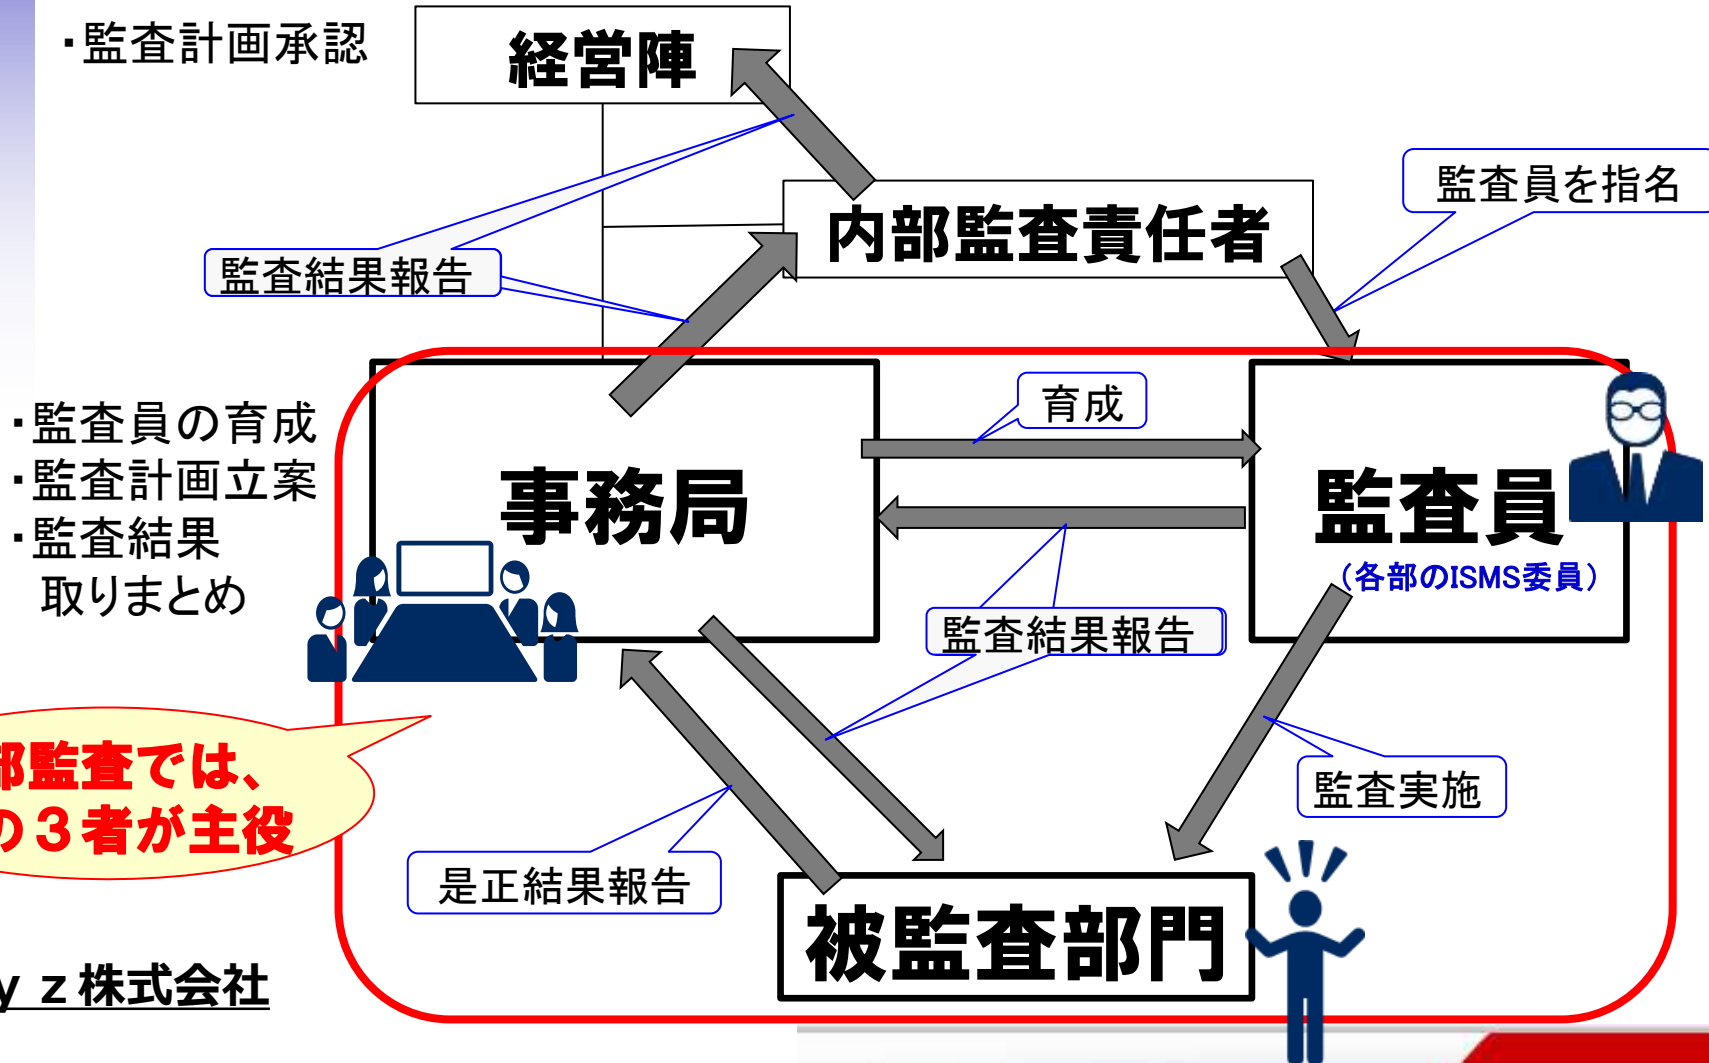 ・監査計画承認
経営陣
監査員を指名
内部監査責任者
監査結果報告
・監査員の育成
・監査計画立案
・監査結果
取りまとめ
育成
事務局
監査員
（各部のISMS委員）
監査結果報告
部監査では、
の３者が主役
監査実施
是正結果報告
被監査部門
ｙｚ株式会社